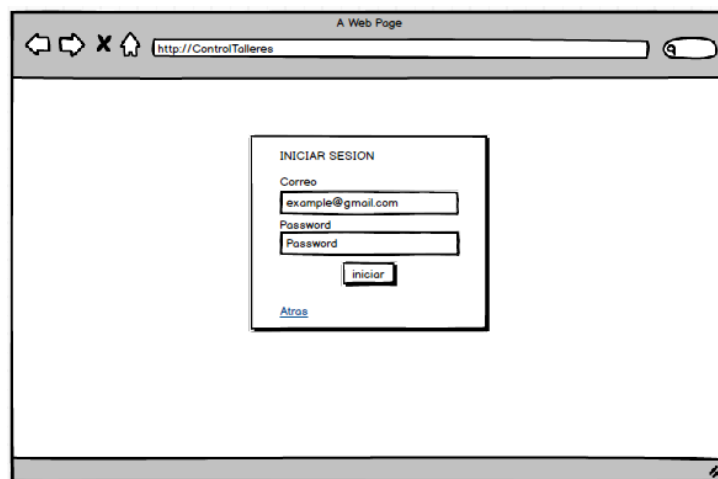 A Web Page
http://ControlTalleres
INICIAR SESION
Correo
example@gmail.com
Password
Password
iniciar
Atras